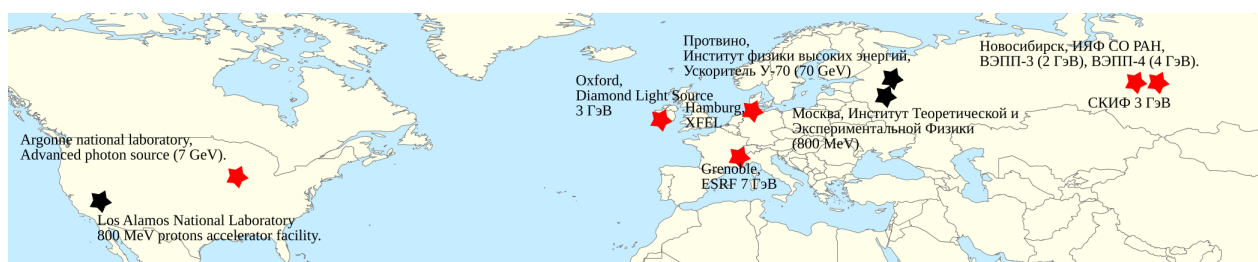 Argonne national laboratory,
Advanced photon source (7 GeV).
Los Alamos National Laboratory
800 MeV protons accelerator facility.
Oxford,
Diamond Light Source
3 ГэВ
Протвино,
Институт физики высоких энергий,
Ускоритель У-70 (70 GeV)
Hamburg,
XFEL
Grenoble,
ESRF 7 ГэВ
Москва, Институт Теоретической и
Экспериментальной Физики
(800 MeV)
Новосибирск, ИЯФ СО РАН,
ВЭПП-3 (2 ГэВ), ВЭПП-4 (4 ГэВ).
СКИФ 3 ГэВ